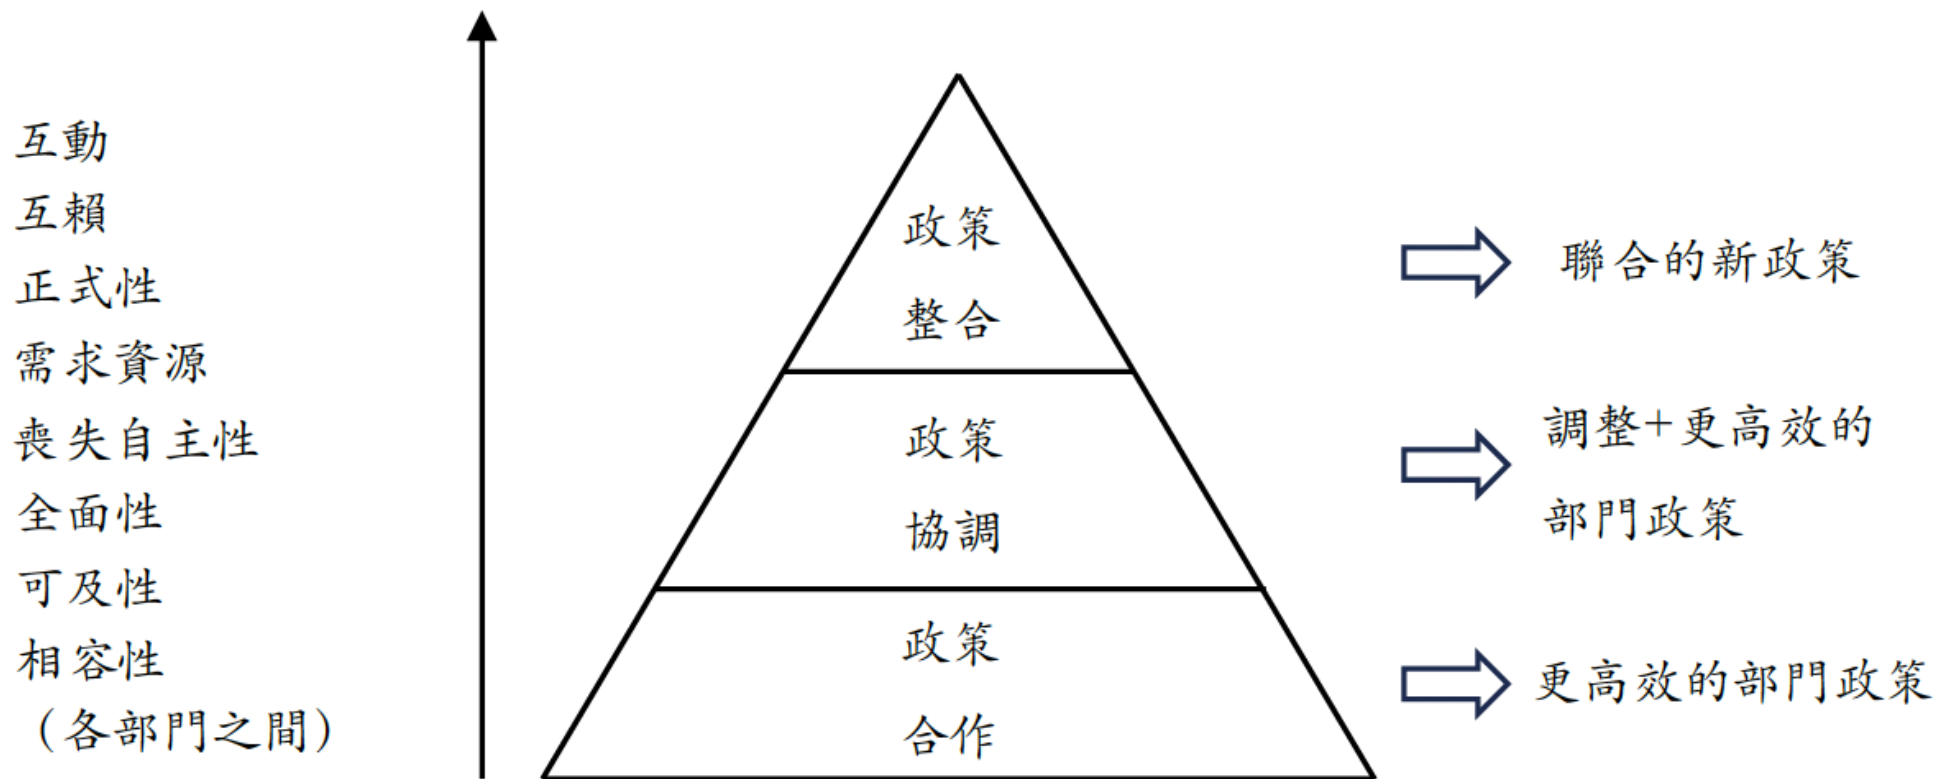 互動
互賴
正式性
需求資源
喪失自主性
全面性
可及性
相容性
（各部門之間）
政策
整合
政策
協調
政策
合作
聯合的新政策
調整+更高效的
部門政策
更高效的部門政策